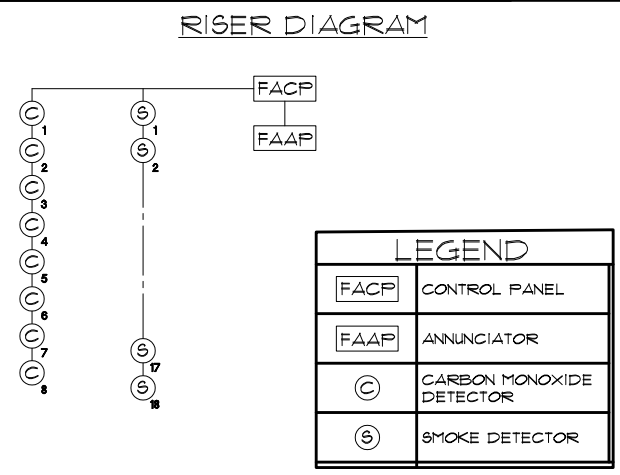 RISER DIAGRAM
FACP
C 1
S 1
FAAP
C 2
S 2
C 3
C 4
C 5
C 6
C 7
S 17
C 8
S 18
LEGEND
FACP CONTROL PANEL
FAAP ANNUNCIATOR
C CARBON MONOXIDE
DETECTOR
S SMOKE DETECTOR